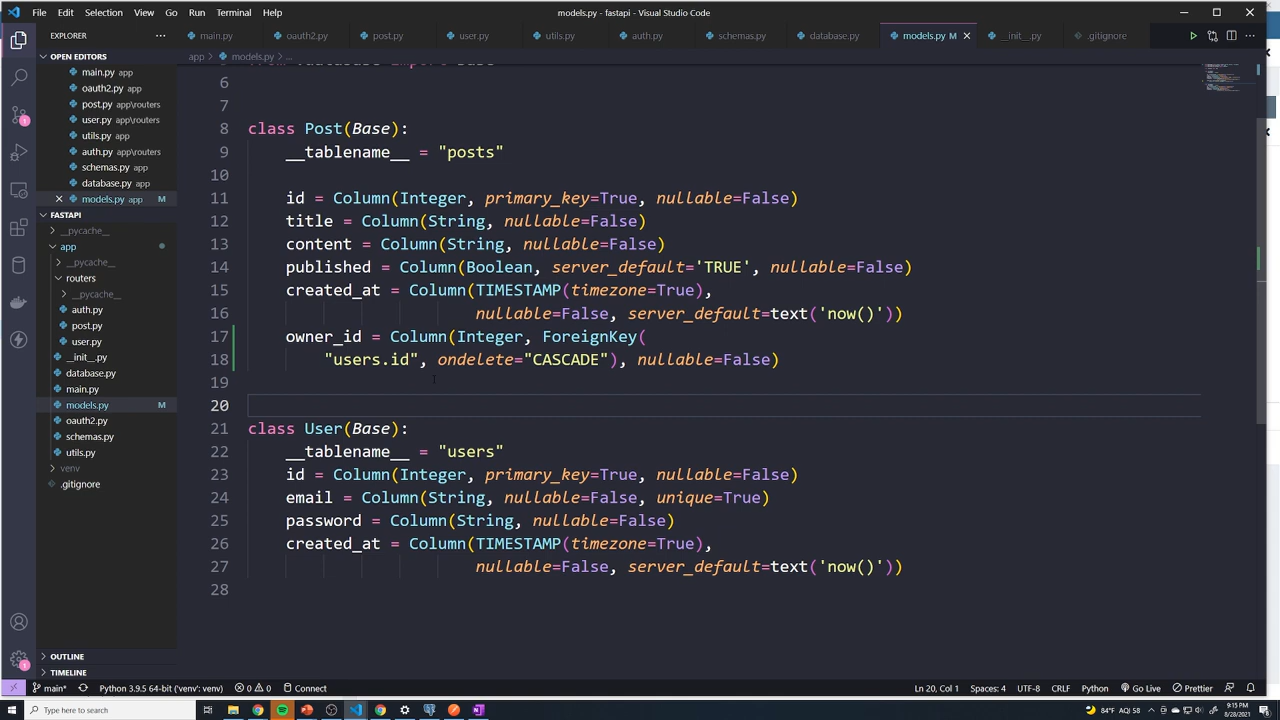 File Edit Selection View Go Run Terminal Help
models.py - fastapi - Visual Studio Code
EXPLORER
main.py oauth2.py post.py user.py utils.py auth.py schemas.py database.py models.py M __init__.py .gitignore
OPEN EDITORS
main.py app
oauth2.py app
post.py app\routers
user.py app\routers
utils.py app
auth.py app\routers
schemas.py app
database.py app
models.py app M
FASTAPI
__pycache__
app
__pycache__
routers
__pycache__
auth.py
post.py
user.py
__init__.py
database.py
main.py
models.py M
oauth2.py
schemas.py
utils.py
venv
.gitignore
OUTLINE
TIMELINE
app > models.py > ...
6
7
8 class Post(Base):
9 __tablename__ = "posts"
10
11 id = Column(Integer, primary_key=True, nullable=False)
12 title = Column(String, nullable=False)
13 content = Column(String, nullable=False)
14 published = Column(Boolean, server_default='TRUE', nullable=False)
15 created_at = Column(TIMESTAMP(timezone=True),
16 nullable=False, server_default=text('now()'))
17 owner_id = Column(Integer, ForeignKey(
18 "users.id", ondelete="CASCADE"), nullable=False)
19
20
21 class User(Base):
22 __tablename__ = "users"
23 id = Column(Integer, primary_key=True, nullable=False)
24 email = Column(String, nullable=False, unique=True)
25 password = Column(String, nullable=False)
26 created_at = Column(TIMESTAMP(timezone=True),
27 nullable=False, server_default=text('now()'))
28
main* Python 3.9.5 64-bit ('venv': venv) 0 0 Connect
Ln 20, Col 1 Spaces: 4 UTF-8 CRLF Python Go Live Prettier
Type here to search
84°F AQI 58
9:15 PM
8/28/2021